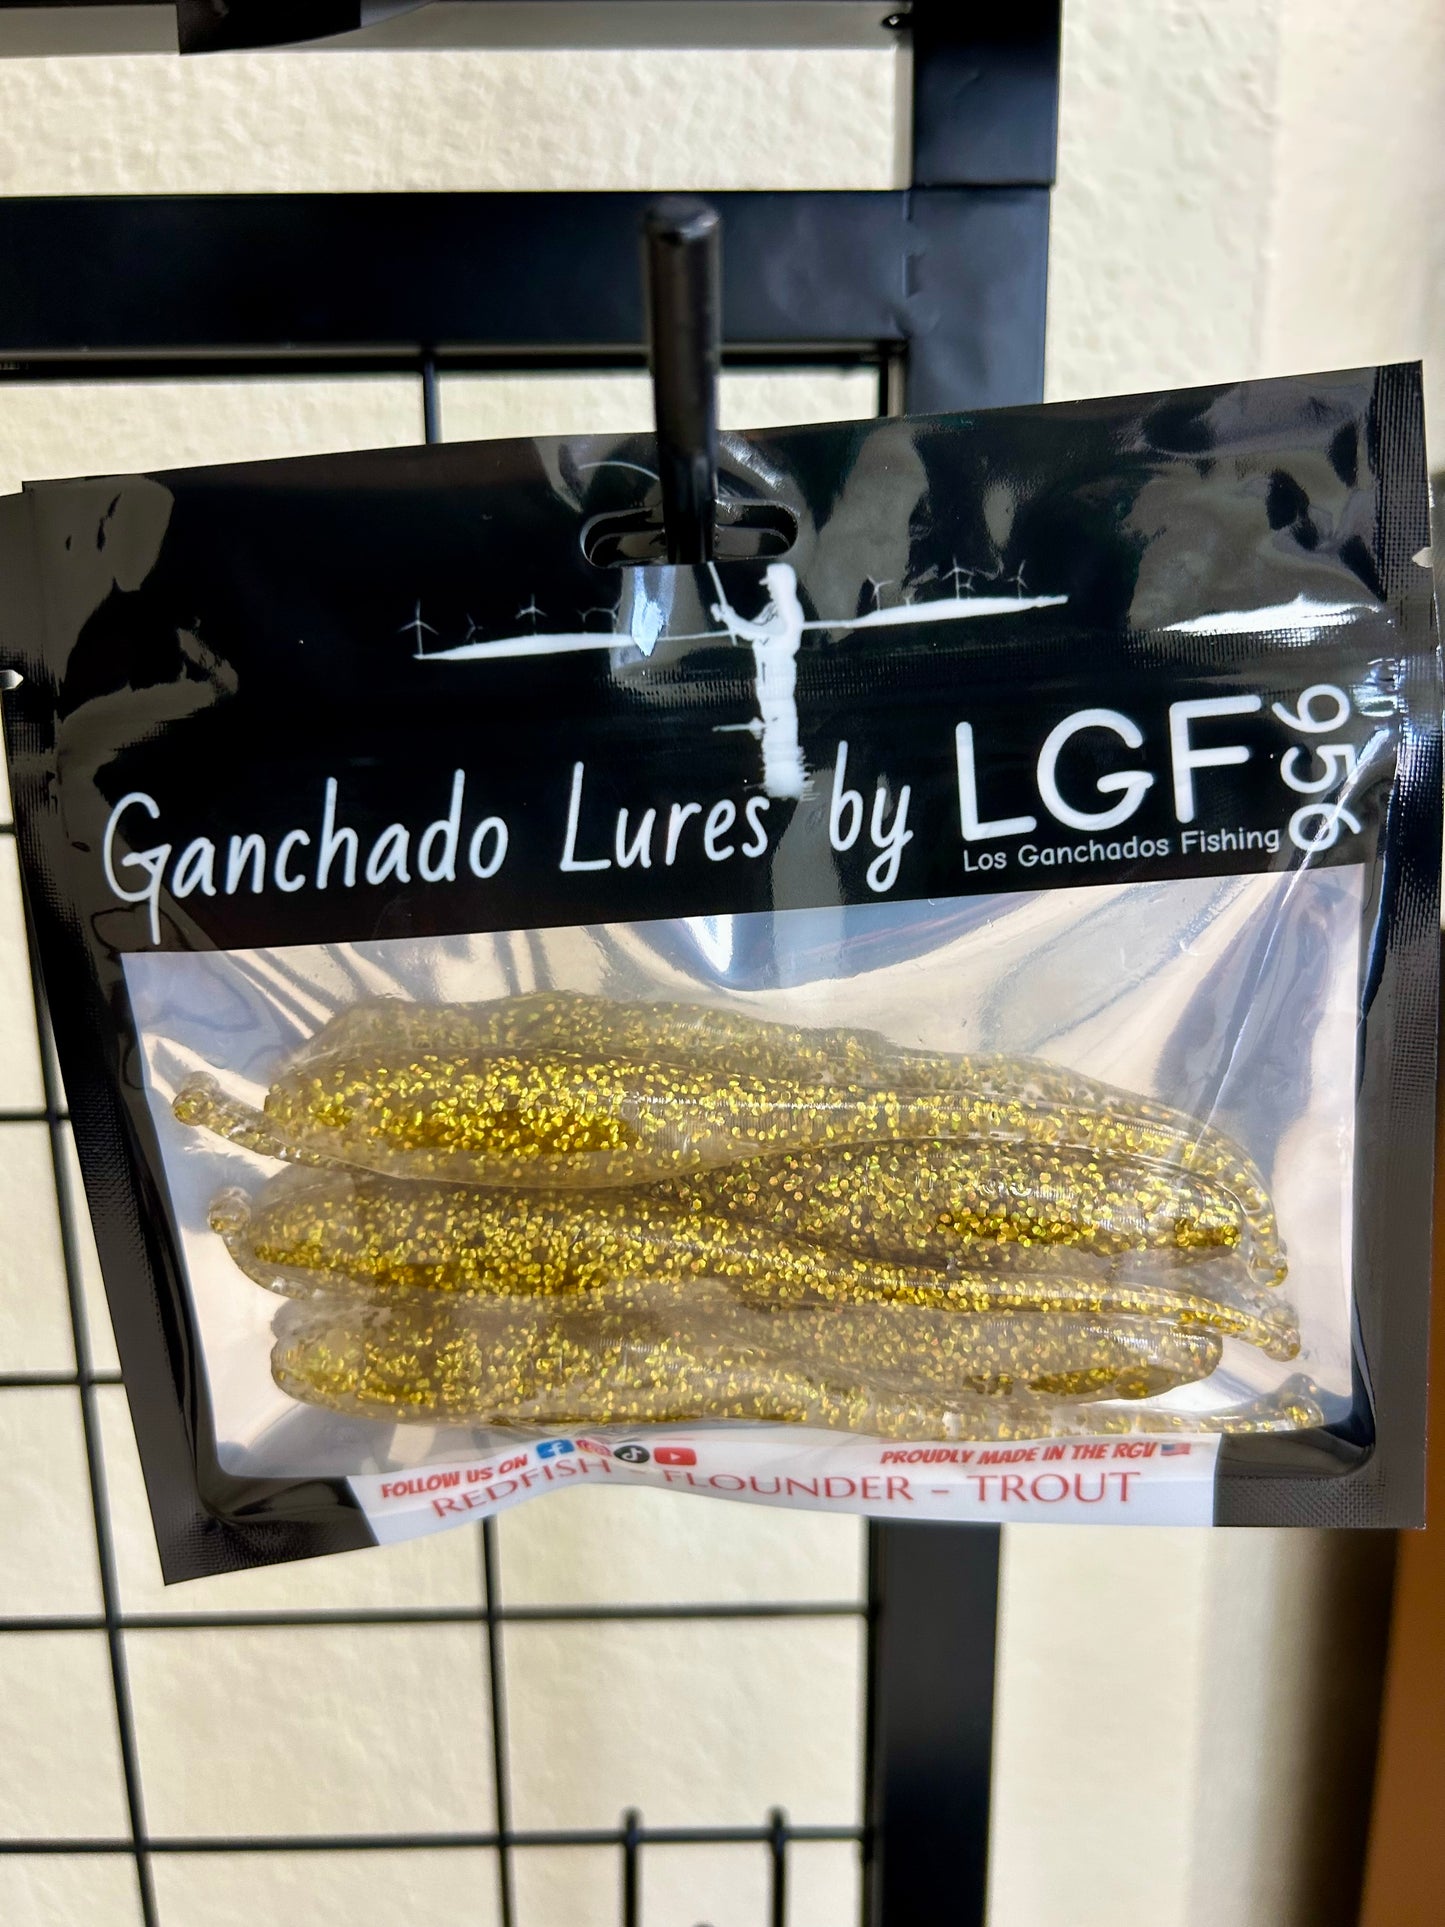 Ganchado Lures by LGF 956
Los Ganchados Fishing
FOLLOW US ON
PROUDLY MADE IN THE RGV
REDFISH - FLOUNDER - TROUT